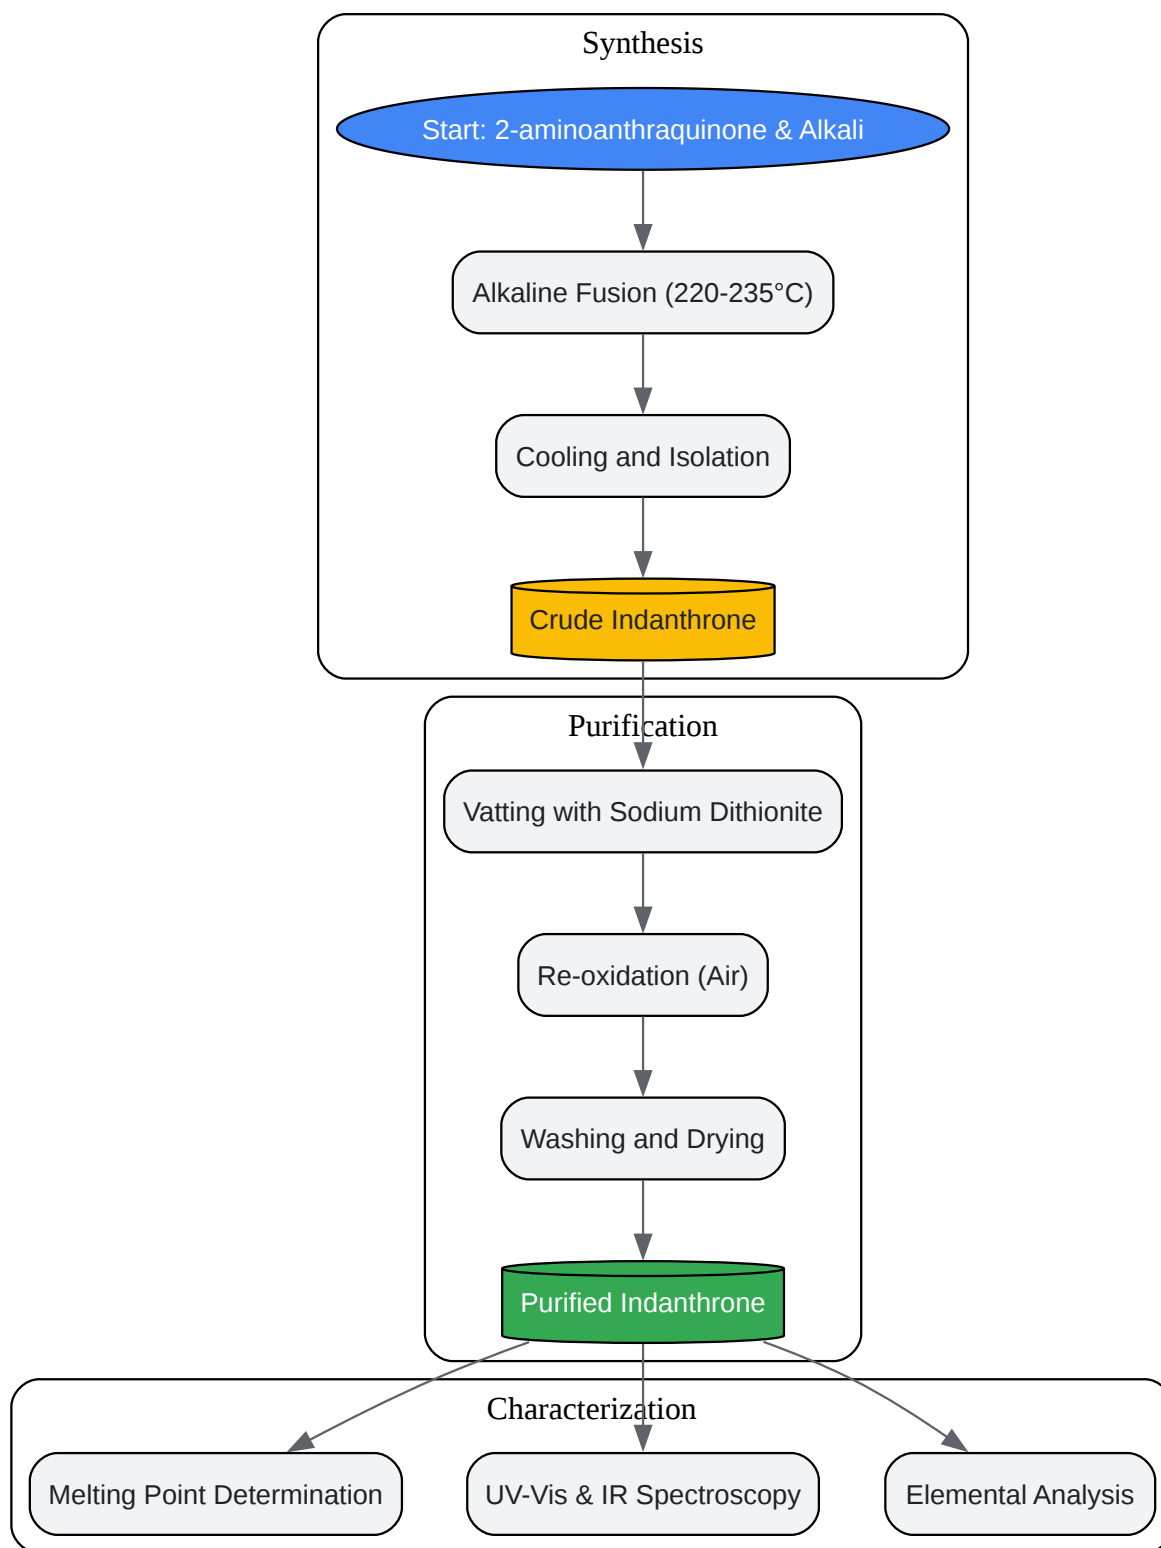 Synthesis
Start: 2-aminoanthraquinone & Alkali
Alkaline Fusion (220-235°C)
Cooling and Isolation
Crude Indanthrone
Purification
Vatting with Sodium Dithionite
Re-oxidation (Air)
Washing and Drying
Purified Indanthrone
Characterization
Melting Point Determination
UV-Vis & IR Spectroscopy
Elemental Analysis